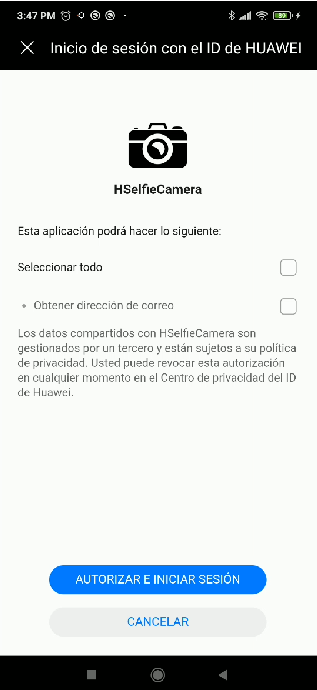 3:47 PM
89
Inicio de sesión con el ID de HUAWEI
HSelfieCamera
Esta aplicación podrá hacer lo siguiente:
Seleccionar todo
• Obtener dirección de correo
Los datos compartidos con HSelfieCamera son
gestionados por un tercero y están sujetos a su política
de privacidad. Usted puede revocar esta autorización
en cualquier momento en el Centro de privacidad del ID
de Huawei.
AUTORIZAR E INICIAR SESIÓN
CANCELAR